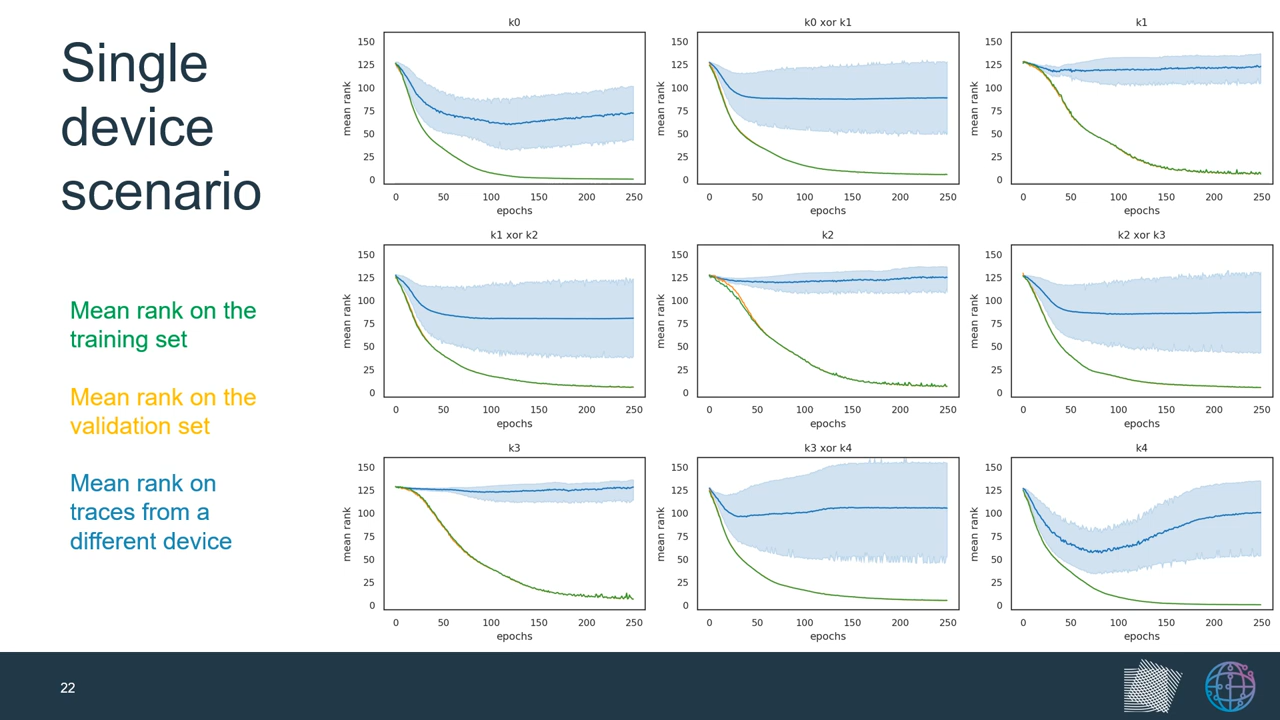 Single
device
scenario
Mean rank on the
training set
Mean rank on the
validation set
Mean rank on
traces from a
different device
k0
mean rank
150
125
100
75
50
25
0
0 50 100 150 200 250
epochs
k0 xor k1
mean rank
150
125
100
75
50
25
0
0 50 100 150 200 250
epochs
k1
mean rank
150
125
100
75
50
25
0
0 50 100 150 200 250
epochs
k1 xor k2
mean rank
150
125
100
75
50
25
0
0 50 100 150 200 250
epochs
k2
mean rank
150
125
100
75
50
25
0
0 50 100 150 200 250
epochs
k2 xor k3
mean rank
150
125
100
75
50
25
0
0 50 100 150 200 250
epochs
k3
mean rank
150
125
100
75
50
25
0
0 50 100 150 200 250
epochs
k3 xor k4
mean rank
150
125
100
75
50
25
0
0 50 100 150 200 250
epochs
k4
mean rank
150
125
100
75
50
25
0
0 50 100 150 200 250
epochs
22